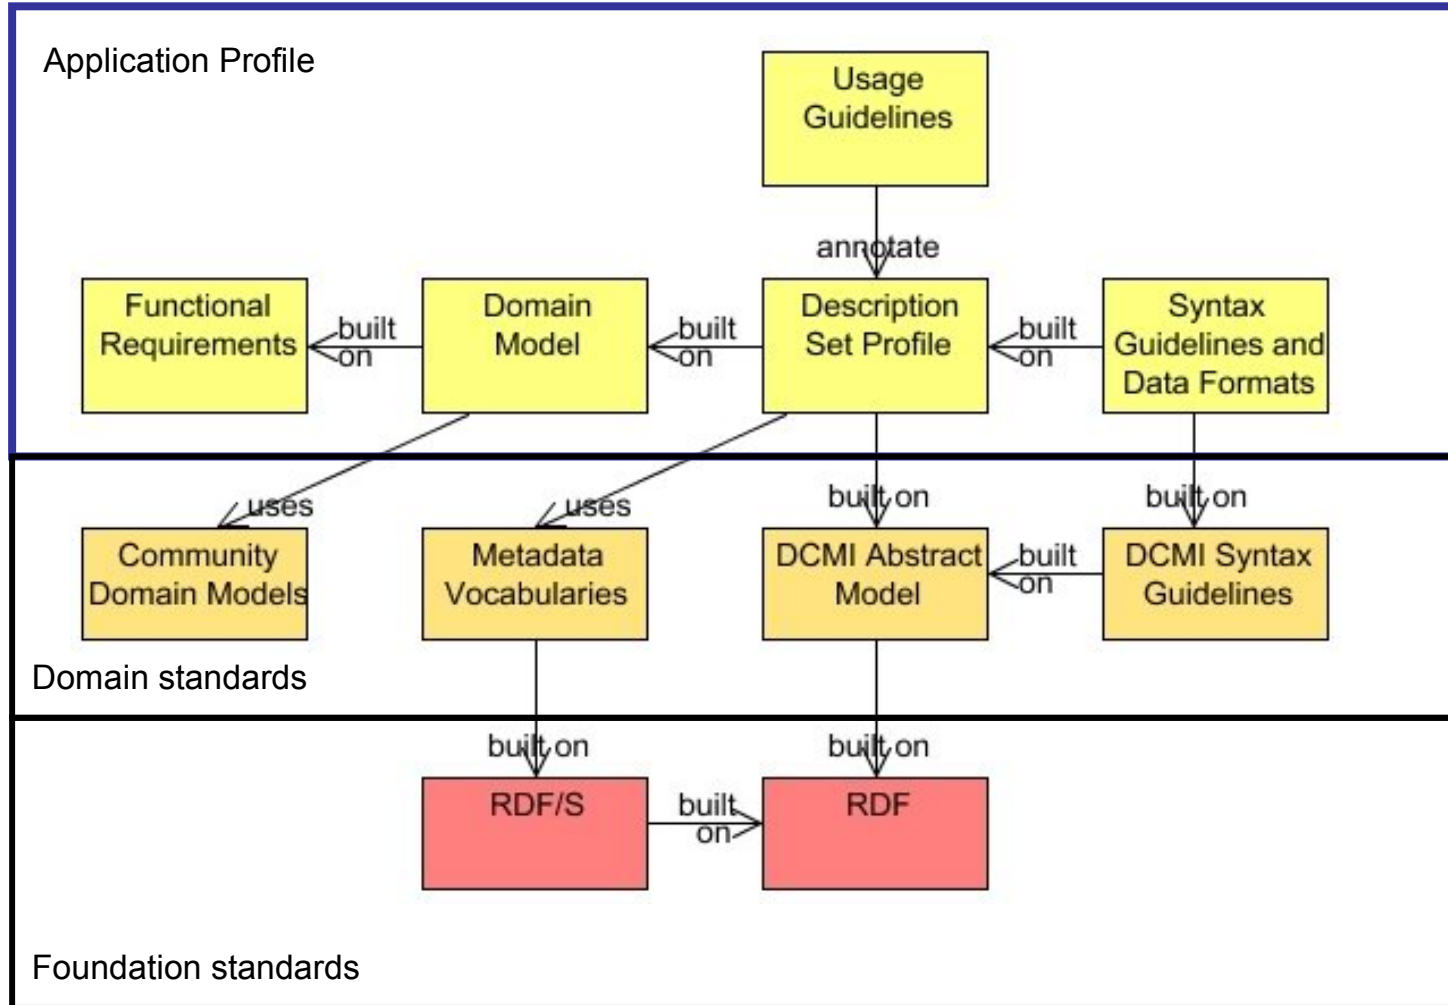 Application Profile
Usage
Guidelines
annotate
Functional
Requirements
built
on
Domain
Model
built
on
Description
Set Profile
built
on
Syntax
Guidelines and
Data Formats
uses
uses
built on
built on
Community
Domain Models
Metadata
Vocabularies
DCMI Abstract
Model
built
on
DCMI Syntax
Guidelines
Domain standards
built on
built on
RDF/S
built
on
RDF
Foundation standards